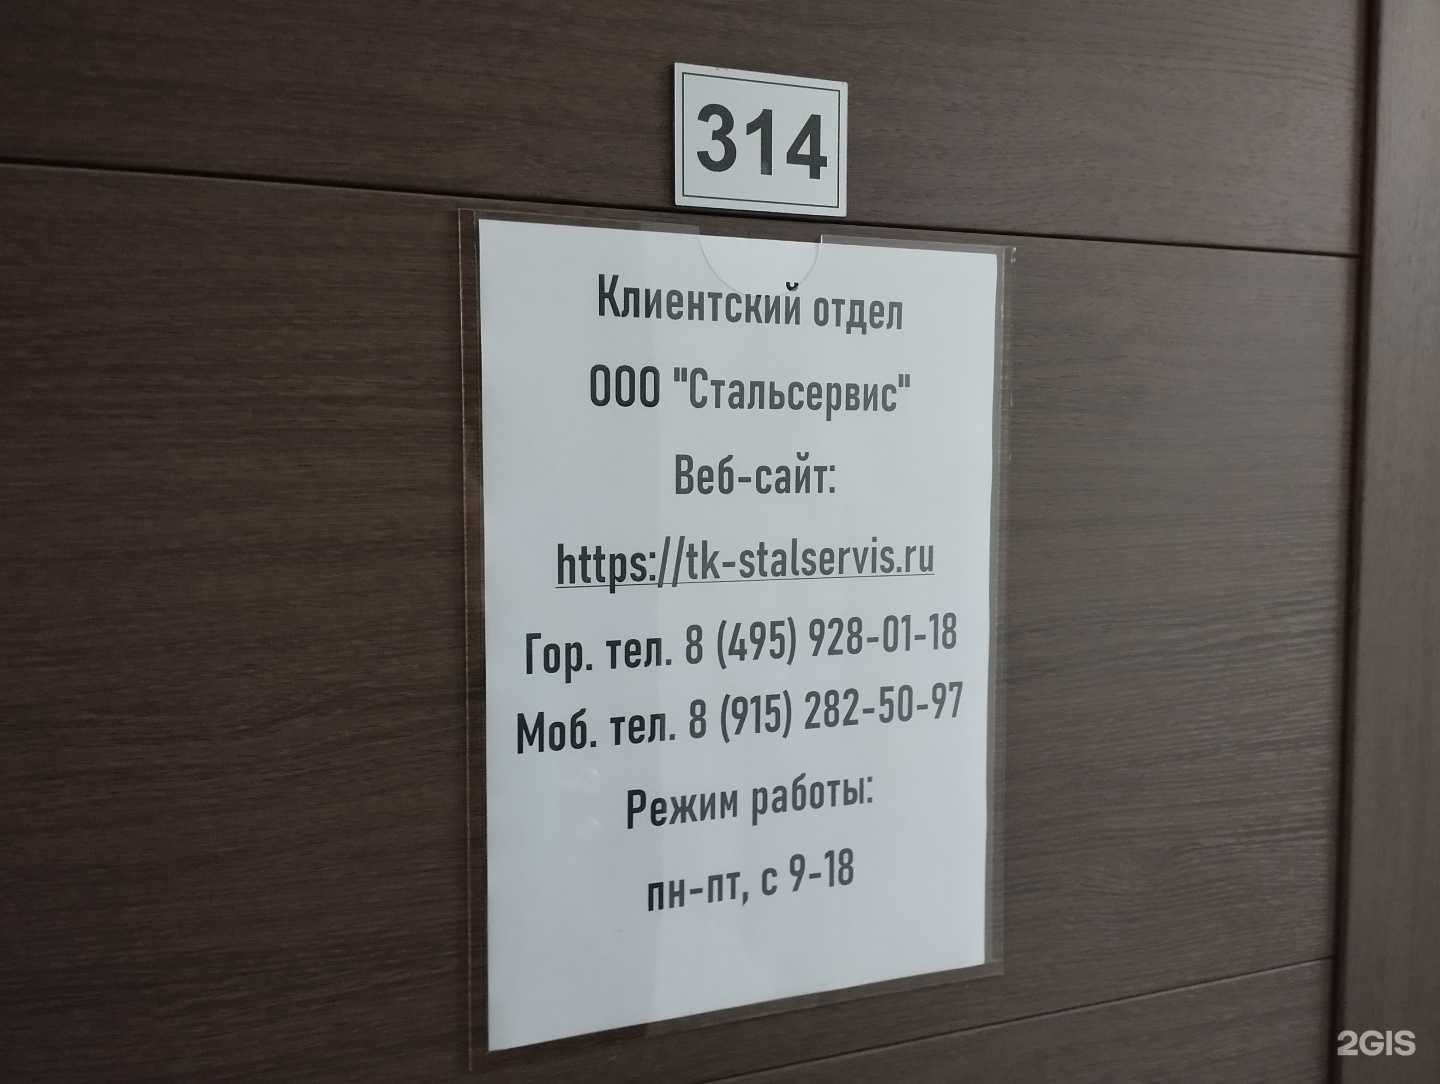 314
Клиентский отдел
ООО "Стальсервис"
Веб-сайт:
https://tk-stalservis.ru
Гор. тел. 8 (495) 928-01-18
Моб. тел. 8 (915) 282-50-97
Режим работы:
пн-пт, с 9-18
2GIS